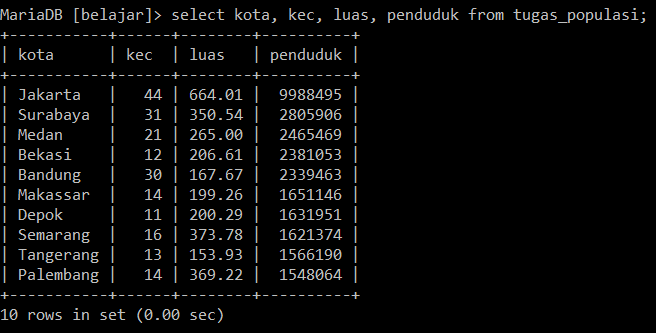 MariaDB [belajar]> select kota, kec, luas, penduduk from tugas_populasi;
+-----------+------+--------+----------+
| kota      | kec  | luas   | penduduk |
+-----------+------+--------+----------+
| Jakarta   |   44 | 664.01 |  9988495 |
| Surabaya  |   31 | 350.54 |  2805906 |
| Medan     |   21 | 265.00 |  2465469 |
| Bekasi    |   12 | 206.61 |  2381053 |
| Bandung   |   30 | 167.67 |  2339463 |
| Makassar  |   14 | 199.26 |  1651146 |
| Depok     |   11 | 200.29 |  1631951 |
| Semarang  |   16 | 373.78 |  1621374 |
| Tangerang |   13 | 153.93 |  1566190 |
| Palembang |   14 | 369.22 |  1548064 |
+-----------+------+--------+----------+
10 rows in set (0.00 sec)